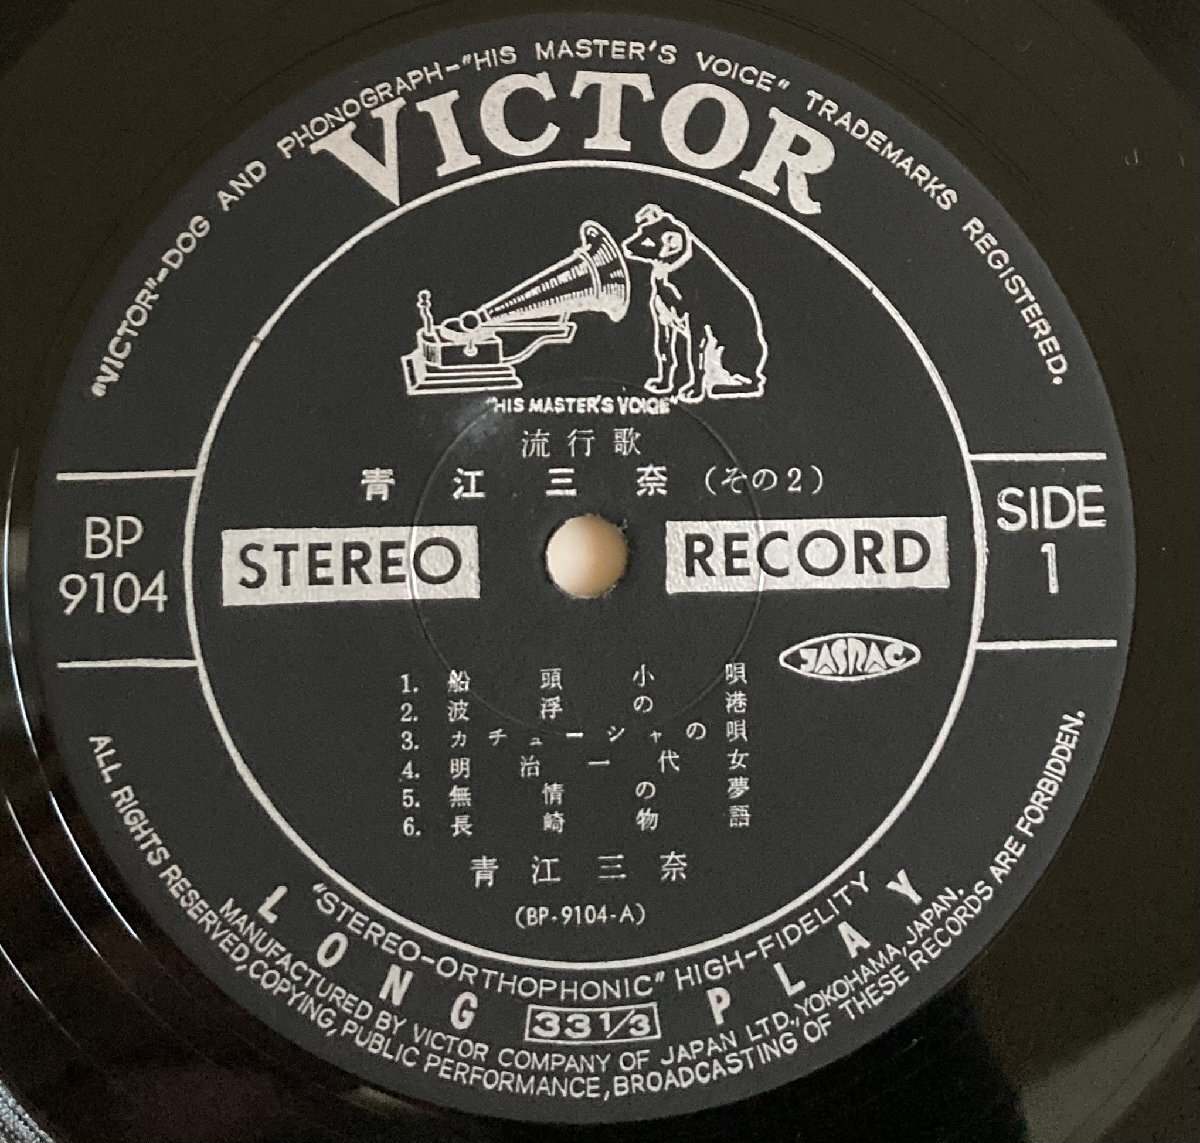 "VICTOR"-DOG AND PHONOGRAPH-"HIS MASTER'S VOICE" TRADEMARKS REGISTERED.
VICTOR
"HIS MASTER'S VOICE"
流行歌
青江三奈(その2)
BP
9104
STEREO RECORD
SIDE
1
JASRAC
1. 船頭小唄
2. 波浮の港
3. カチューシャの唄
4. 明治一代女
5. 無情の夢
6. 長崎物語
青江三奈
(BP-9104-A)
"STEREO-ORTHOPHONIC" HIGH-FIDELITY
LONG 33 1/3 PLAY
MANUFACTURED BY VICTOR COMPANY OF JAPAN LTD., YOKOHAMA, JAPAN.
ALL RIGHTS RESERVED, COPYING, PUBLIC PERFORMANCE, BROADCASTING OF THESE RECORDS ARE FORBIDDEN.